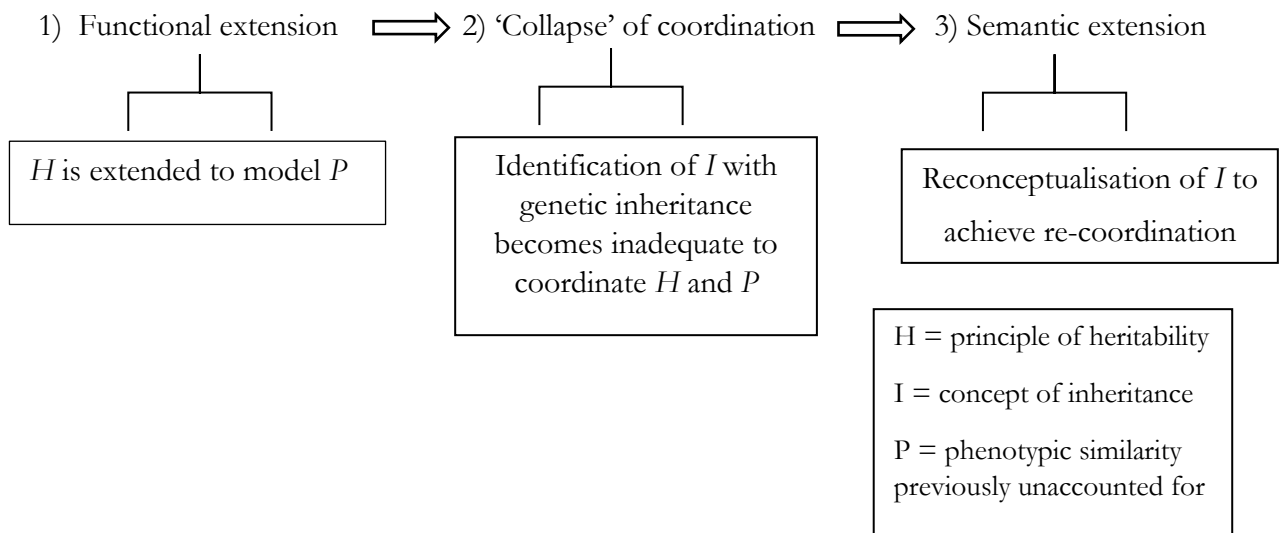 1) Functional extension
2) ‘Collapse’ of coordination
3) Semantic extension
H is extended to model P
Identification of I with
genetic inheritance
becomes inadequate to
coordinate H and P
Reconceptualisation of I to
achieve re-coordination
H = principle of heritability
I = concept of inheritance
P = phenotypic similarity
previously unaccounted for